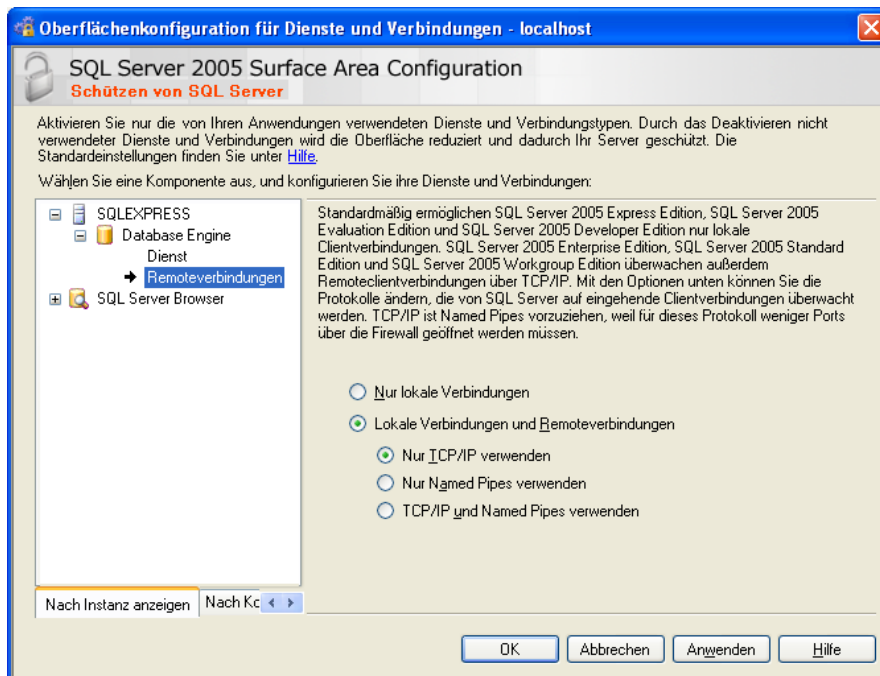 Oberflächenkonfiguration für Dienste und Verbindungen - localhost
SQL Server 2005 Surface Area Configuration
Schützen von SQL Server
Aktivieren Sie nur die von Ihren Anwendungen verwendeten Dienste und Verbindungstypen. Durch das Deaktivieren nicht
verwendeter Dienste und Verbindungen wird die Oberfläche reduziert und dadurch Ihr Server geschützt. Die
Standardeinstellungen finden Sie unter Hilfe.
Wählen Sie eine Komponente aus, und konfigurieren Sie ihre Dienste und Verbindungen:
SQLEXPRESS
Database Engine
Dienst
Remoteverbindungen
SQL Server Browser
Nach Instanz anzeigen
Nach Kc
Standardmäßig ermöglichen SQL Server 2005 Express Edition, SQL Server 2005
Evaluation Edition und SQL Server 2005 Developer Edition nur lokale
Clientverbindungen. SQL Server 2005 Enterprise Edition, SQL Server 2005 Standard
Edition und SQL Server 2005 Workgroup Edition überwachen außerdem
Remoteclientverbindungen über TCP/IP. Mit den Optionen unten können Sie die
Protokolle ändern, die von SQL Server auf eingehende Clientverbindungen überwacht
werden. TCP/IP ist Named Pipes vorzuziehen, weil für dieses Protokoll weniger Ports
über die Firewall geöffnet werden müssen.
Nur lokale Verbindungen
Lokale Verbindungen und Remoteverbindungen
Nur TCP/IP verwenden
Nur Named Pipes verwenden
TCP/IP und Named Pipes verwenden
OK
Abbrechen
Anwenden
Hilfe